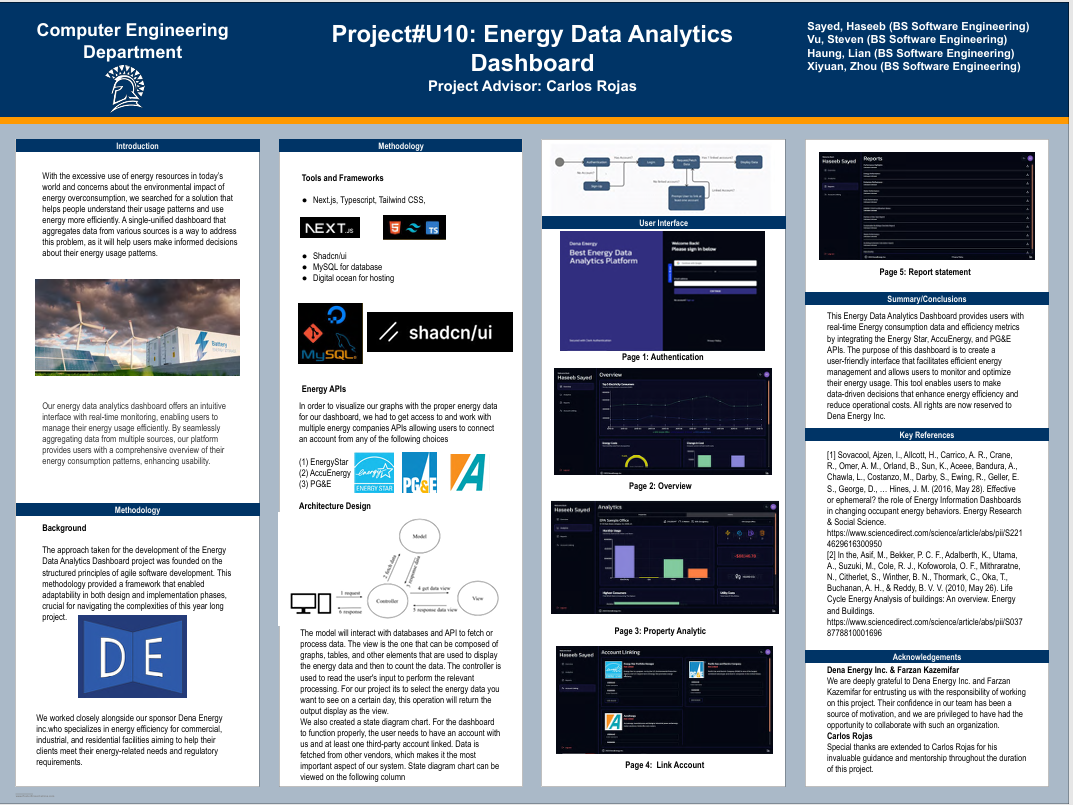 Computer Engineering
Department
Project#U10: Energy Data Analytics
Dashboard
Project Advisor: Carlos Rojas
Sayed, Haseeb (BS Software Engineering)
Vu, Steven (BS Software Engineering)
Haung, Lian (BS Software Engineering)
Xiyuan, Zhou (BS Software Engineering)
Introduction
With the excessive use of energy resources in today's
world and concerns about the environmental impact of
energy overconsumption, we searched for a solution that
helps people understand their usage patterns and use
energy more efficiently. A single-unified dashboard that
aggregates data from various sources is a way to address
this problem, as it will help users make informed decisions
about their energy usage patterns.
Battery
Our energy data analytics dashboard offers an intuitive
interface with real-time monitoring, enabling users to
manage their energy usage efficiently. By seamlessly
aggregating data from multiple sources, our platform
provides users with a comprehensive overview of their
energy consumption patterns, enhancing usability.
Methodology
Background
The approach taken for the development of the Energy
Data Analytics Dashboard project was founded on the
structured principles of agile software development. This
methodology provided a framework that enabled
adaptability in both design and implementation phases,
crucial for navigating the complexities of this year long
project.
DE
We worked closely alongside our sponsor Dena Energy
inc.who specializes in energy efficiency for commercial,
industrial, and residential facilities aiming to help their
clients meet their energy-related needs and regulatory
requirements.
Methodology
Tools and Frameworks
● Next.js, Typescript, Tailwind CSS,
NEXT.JS
5
TS
● Shadcn/ui
● MySQL for database
● Digital ocean for hosting
MySQL
shadcn/ui
Energy APIs
In order to visualize our graphs with the proper energy data
for our dashboard, we had to get access to and work with
multiple energy companies APIs allowing users to connect
an account from any of the following choices
(1) EnergyStar
(2) AccuEnergy
(3) PG&E
energy
ENERGY STAR
PG&E
Architecture Design
Model
2 fetch data
3 response data
1 request
6 response
Controller
4 get data view
5 response data view
View
The model will interact with databases and API to fetch or
process data. The view is the one that can be composed of
graphs, tables, and other elements that are used to display
the energy data and then to count the data. The controller is
used to read the user's input to perform the relevant
processing. For our project its to select the energy data you
want to see on a certain day, this operation will return the
output display as the view.
We also created a state diagram chart. For the dashboard
to function properly, the user needs to have an account with
us and at least one third-party account linked. Data is
fetched from other vendors, which makes it the most
important aspect of our system. State diagram chart can be
viewed on the following column
Authentication
Login
Display Data
Sign Up
User Interface
Dena Energy
Best Energy Data
Analytics Platform
Welcome Back!
Please sign in below
Page 1: Authentication
Haseeb Sayed
Overview
Page 2: Overview
Haseeb Sayed
Analytics
EPA Sample Office
Page 3: Property Analytic
Haseeb Sayed
Account Linking
Page 4: Link Account
Haseeb Sayed
Reports
Page 5: Report statement
Summary/Conclusions
This Energy Data Analytics Dashboard provides users with
real-time Energy consumption data and efficiency metrics
by integrating the Energy Star, AccuEnergy, and PG&E
APIs. The purpose of this dashboard is to create a
user-friendly interface that facilitates efficient energy
management and allows users to monitor and optimize
their energy usage. This tool enables users to make
data-driven decisions that enhance energy efficiency and
reduce operational costs. All rights are now reserved to
Dena Energy Inc.
Key References
[1] Sovacool, Ajzen, I., Allcott, H., Carrico, A. R., Crane,
R., Omer, A. M., Orland, B., Sun, K., Aceee, Bandura, A.,
Chawla, L., Costanzo, M., Darby, S., Ewing, R., Geller, E.
S., George, D., … Hines, J. M. (2016, May 28). Effective
or ephemeral? the role of Energy Information Dashboards
in changing occupant energy behaviors. Energy Research
& Social Science.
https://www.sciencedirect.com/science/article/abs/pii/S221
4629616300950
[2] In the, Asif, M., Bekker, P. C. F., Adalberth, K., Utama,
A., Suzuki, M., Cole, R. J., Kofoworola, O. F., Mithraratne,
N., Citherlet, S., Winther, B. N., Thormark, C., Oka, T.,
Buchanan, A. H., & Reddy, B. V. V. (2010, May 26). Life
Cycle Energy Analysis of buildings: An overview. Energy
and Buildings.
https://www.sciencedirect.com/science/article/abs/pii/S037
8778810001696
Acknowledgements
Dena Energy Inc. & Farzan Kazemifar
We are deeply grateful to Dena Energy Inc. and Farzan
Kazemifar for entrusting us with the responsibility of working
on this project. Their confidence in our team has been a
source of motivation, and we are privileged to have had the
opportunity to collaborate with such an organization.
Carlos Rojas
Special thanks are extended to Carlos Rojas for his
invaluable guidance and mentorship throughout the duration
of this project.